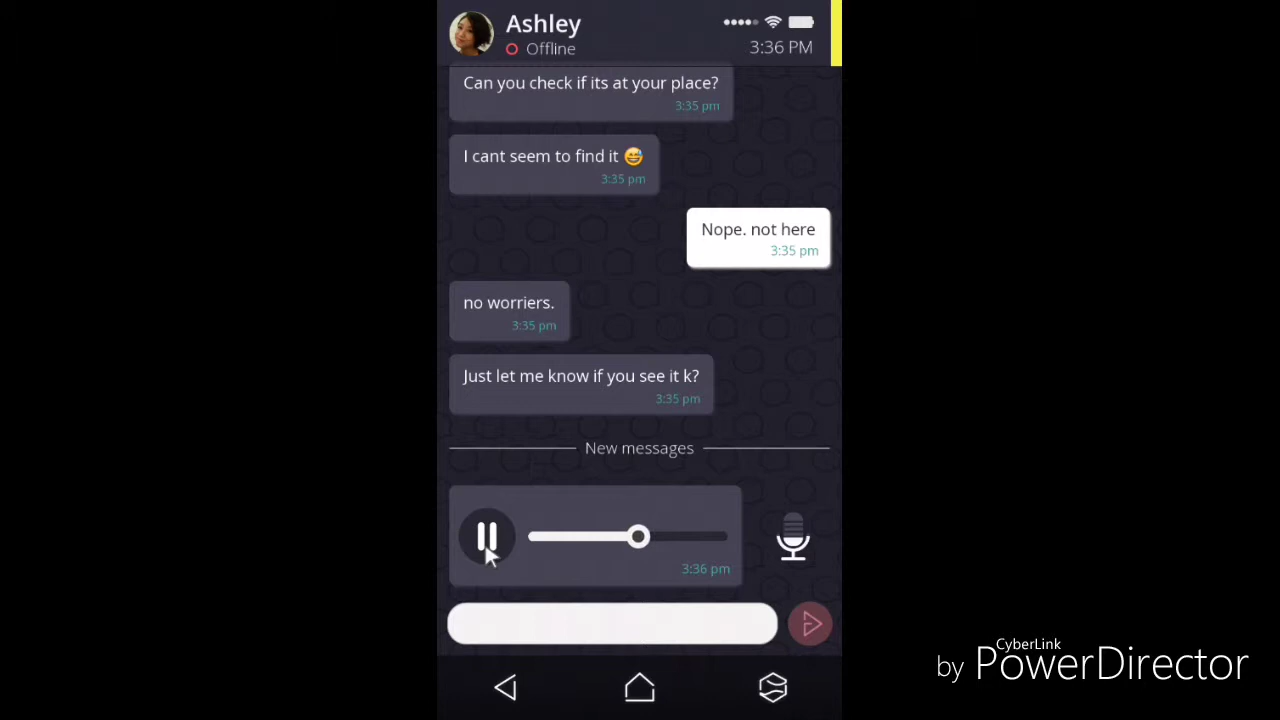 Ashley
Offline
3:36 PM
Can you check if its at your place?
3:35 pm
I cant seem to find it 😅
3:35 pm
Nope. not here
3:35 pm
no worriers.
3:35 pm
Just let me know if you see it k?
3:35 pm
New messages
3:36 pm
CyberLink
by PowerDirector